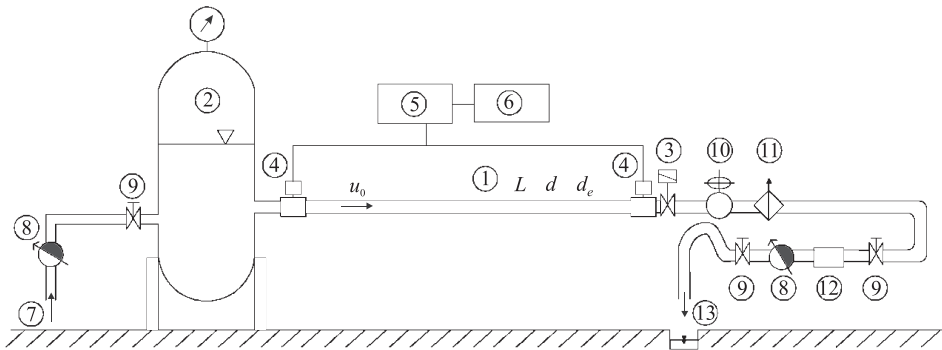 ②
⑤ ⑥
④ ④ ③ ⑩ ⑪
⑨ u₀ ① L d dₑ
⑧
⑨ ⑧ ⑫ ⑨
⑦ ⑬